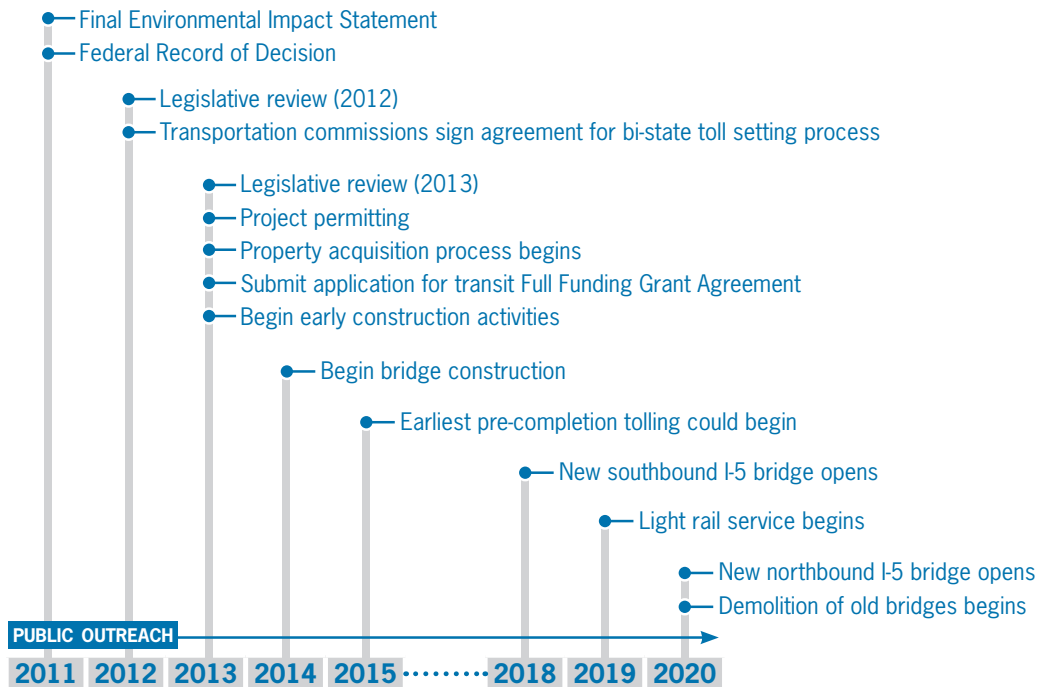 Final Environmental Impact Statement
Federal Record of Decision
Legislative review (2012)
Transportation commissions sign agreement for bi-state toll setting process
Legislative review (2013)
Project permitting
Property acquisition process begins
Submit application for transit Full Funding Grant Agreement
Begin early construction activities
Begin bridge construction
Earliest pre-completion tolling could begin
New southbound I-5 bridge opens
Light rail service begins
New northbound I-5 bridge opens
Demolition of old bridges begins
PUBLIC OUTREACH
2011 2012 2013 2014 2015 2018 2019 2020